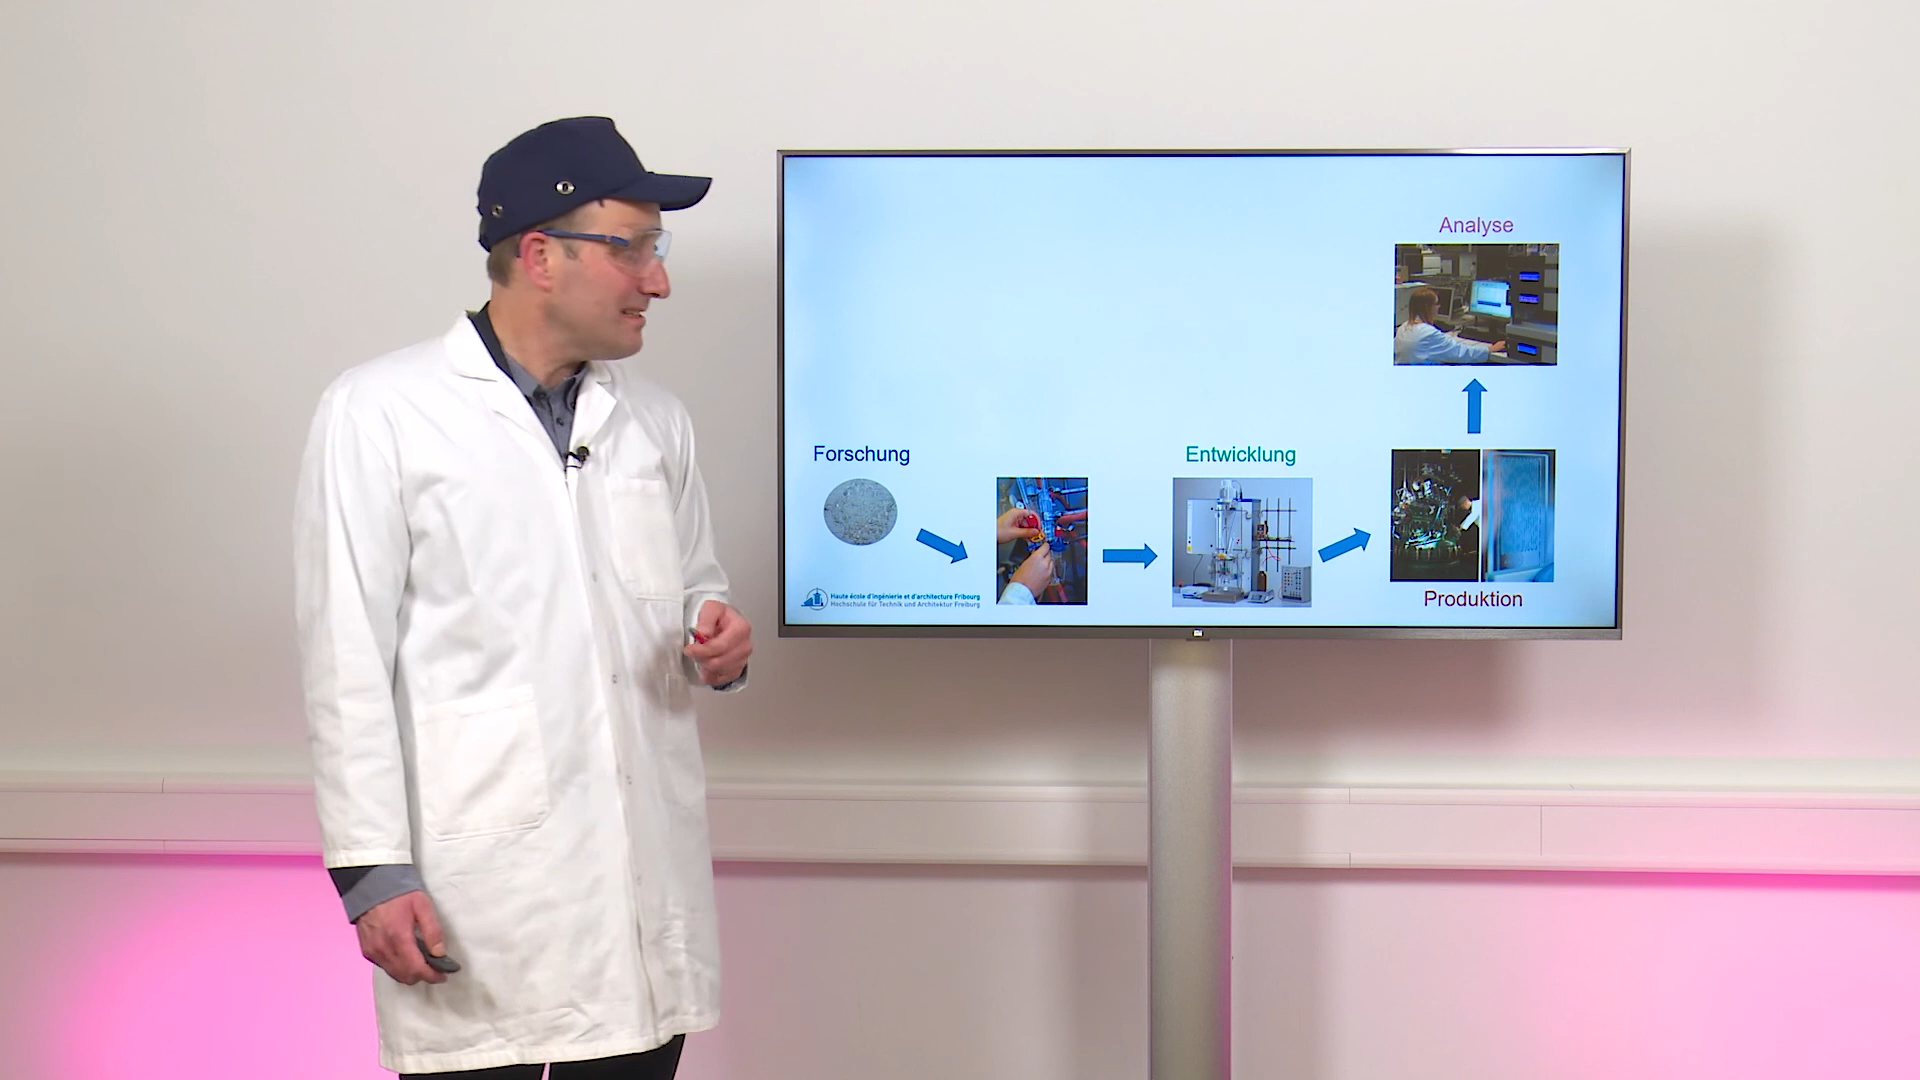 Analyse
Forschung
Entwicklung
Haute école d'ingénierie et d'architecture Fribourg
Hochschule für Technik und Architektur Freiburg
Produktion